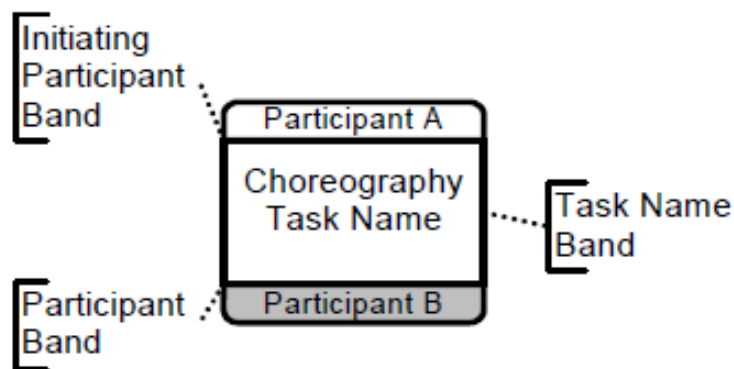 Initiating
Participant
Band
Participant A
Choreography
Task Name
Task Name
Band
Participant B
Participant
Band